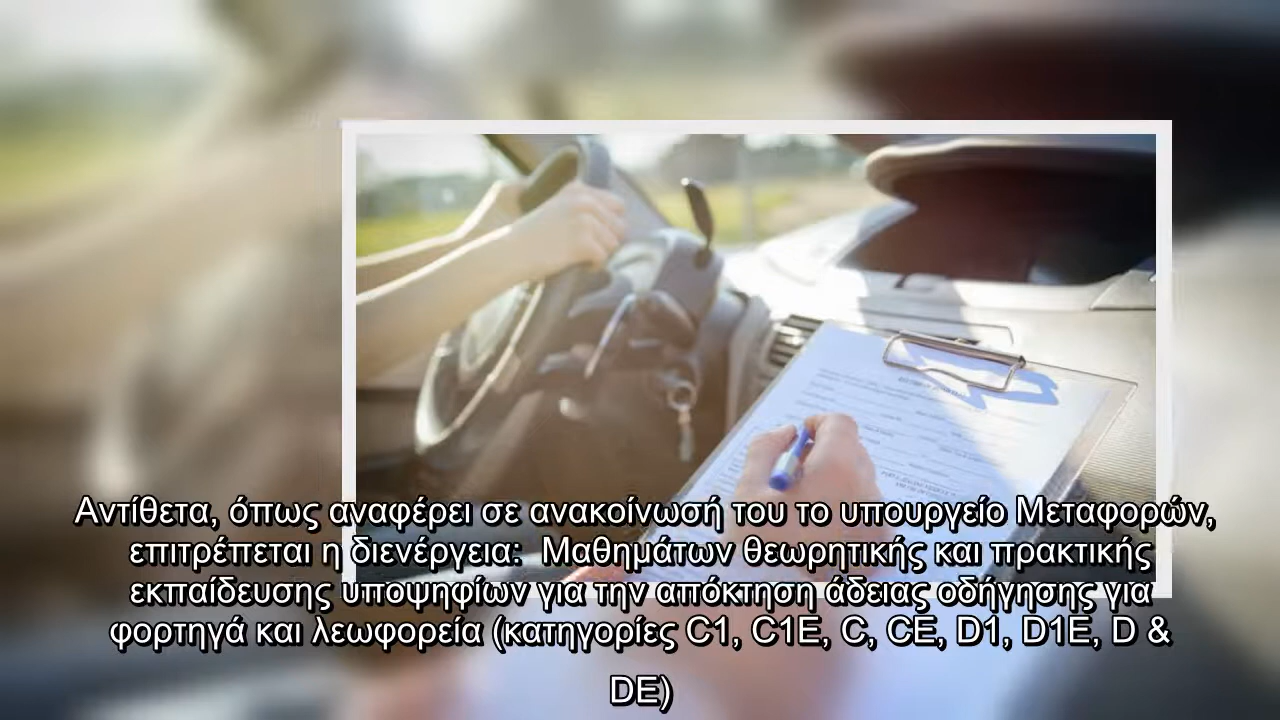 Αντίθετα, όπως αναφέρει σε ανακοίνωσή του το υπουργείο Μεταφορών,
επιτρέπεται η διενέργεια:  Μαθημάτων θεωρητικής και πρακτικής
εκπαίδευσης υποψηφίων για την απόκτηση άδειας οδήγησης για
φορτηγά και λεωφορεία (κατηγορίες C1, C1E, C, CE, D1, D1E, D &
DE)